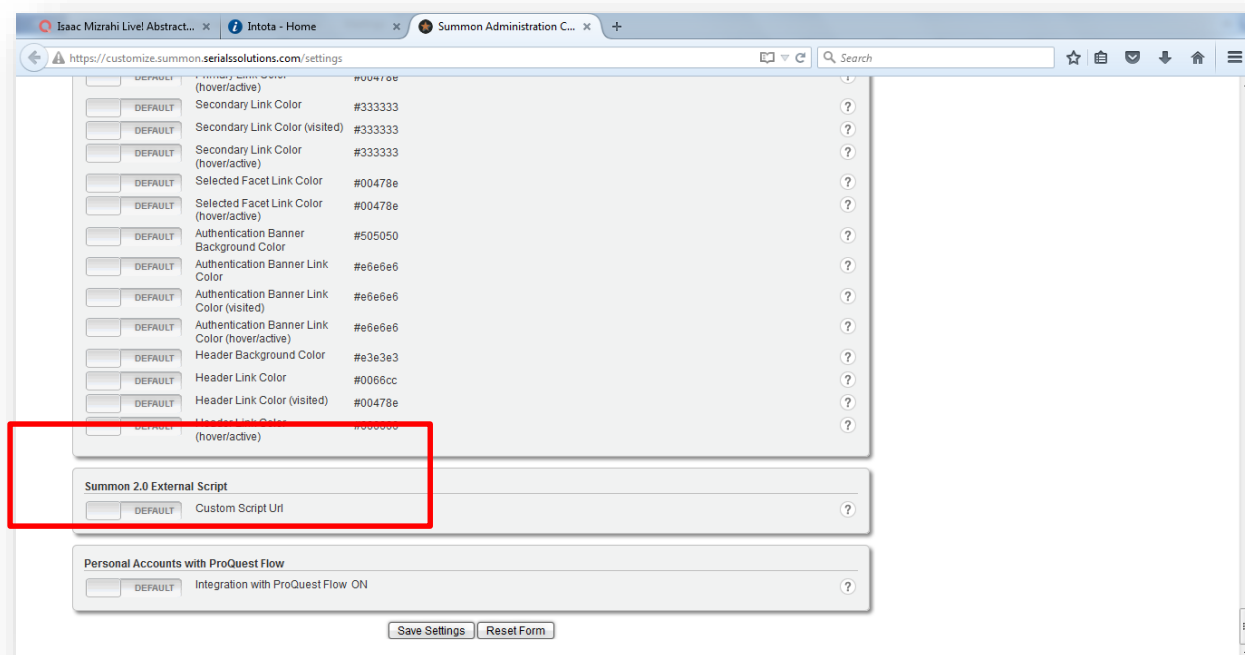 Isaac Mizrahi Live! Abstract... × Intota - Home × Summon Administration C... × +
https://customize.summon.serialssolutions.com/settings Search
DEFAULT
(hover/active)
DEFAULT Secondary Link Color #333333 ?
DEFAULT Secondary Link Color (visited) #333333 ?
DEFAULT Secondary Link Color #333333 ?
(hover/active)
DEFAULT Selected Facet Link Color #00478e ?
DEFAULT Selected Facet Link Color #00478e ?
(hover/active)
DEFAULT Authentication Banner #505050 ?
Background Color
DEFAULT Authentication Banner Link #e6e6e6 ?
Color
DEFAULT Authentication Banner Link #e6e6e6 ?
Color (visited)
DEFAULT Authentication Banner Link #e6e6e6 ?
Color (hover/active)
DEFAULT Header Background Color #e3e3e3 ?
DEFAULT Header Link Color #0066cc ?
DEFAULT Header Link Color (visited) #00478e ?
DEFAULT Header Link Color ?
(hover/active)
Summon 2.0 External Script
DEFAULT Custom Script Url ?
Personal Accounts with ProQuest Flow
DEFAULT Integration with ProQuest Flow ON ?
Save Settings Reset Form